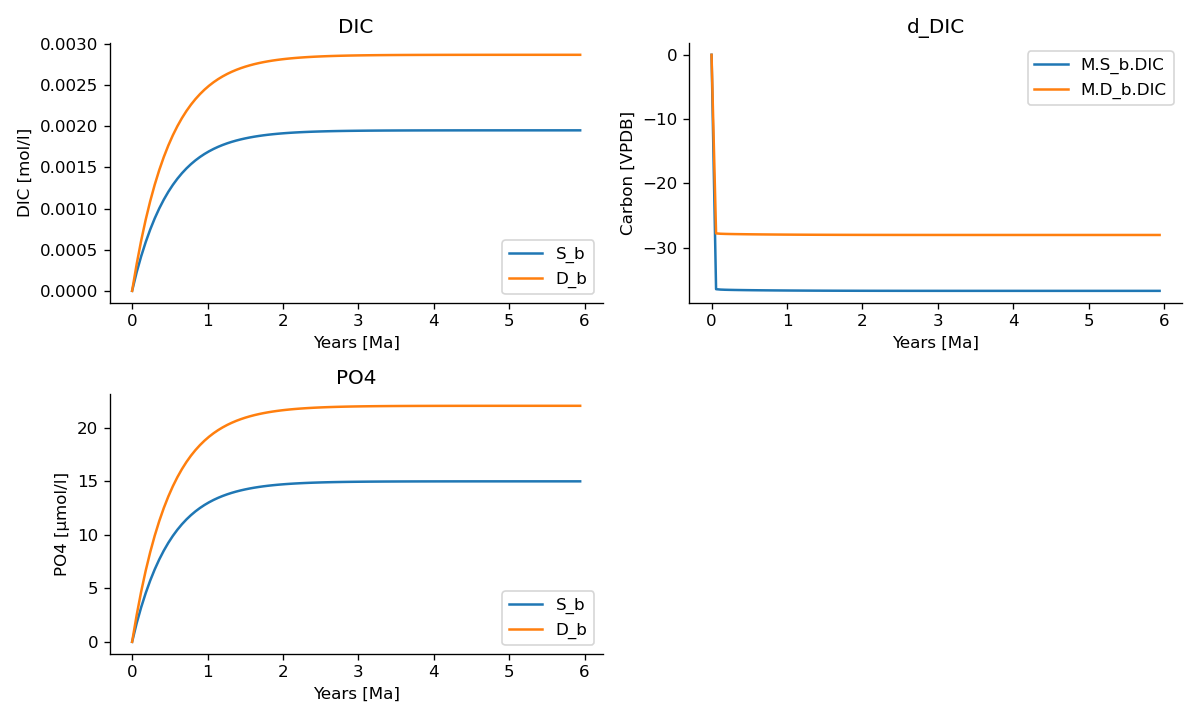 DIC
DIC [mol/l]
0.0030
0.0025
0.0020
0.0015
0.0010
0.0005
0.0000
S_b
D_b
0 1 2 3 4 5 6
Years [Ma]
d_DIC
Carbon [VPDB]
0
−10
−20
−30
M.S_b.DIC
M.D_b.DIC
0 1 2 3 4 5 6
Years [Ma]
PO4
PO4 [μmol/l]
20
15
10
5
0
S_b
D_b
0 1 2 3 4 5 6
Years [Ma]